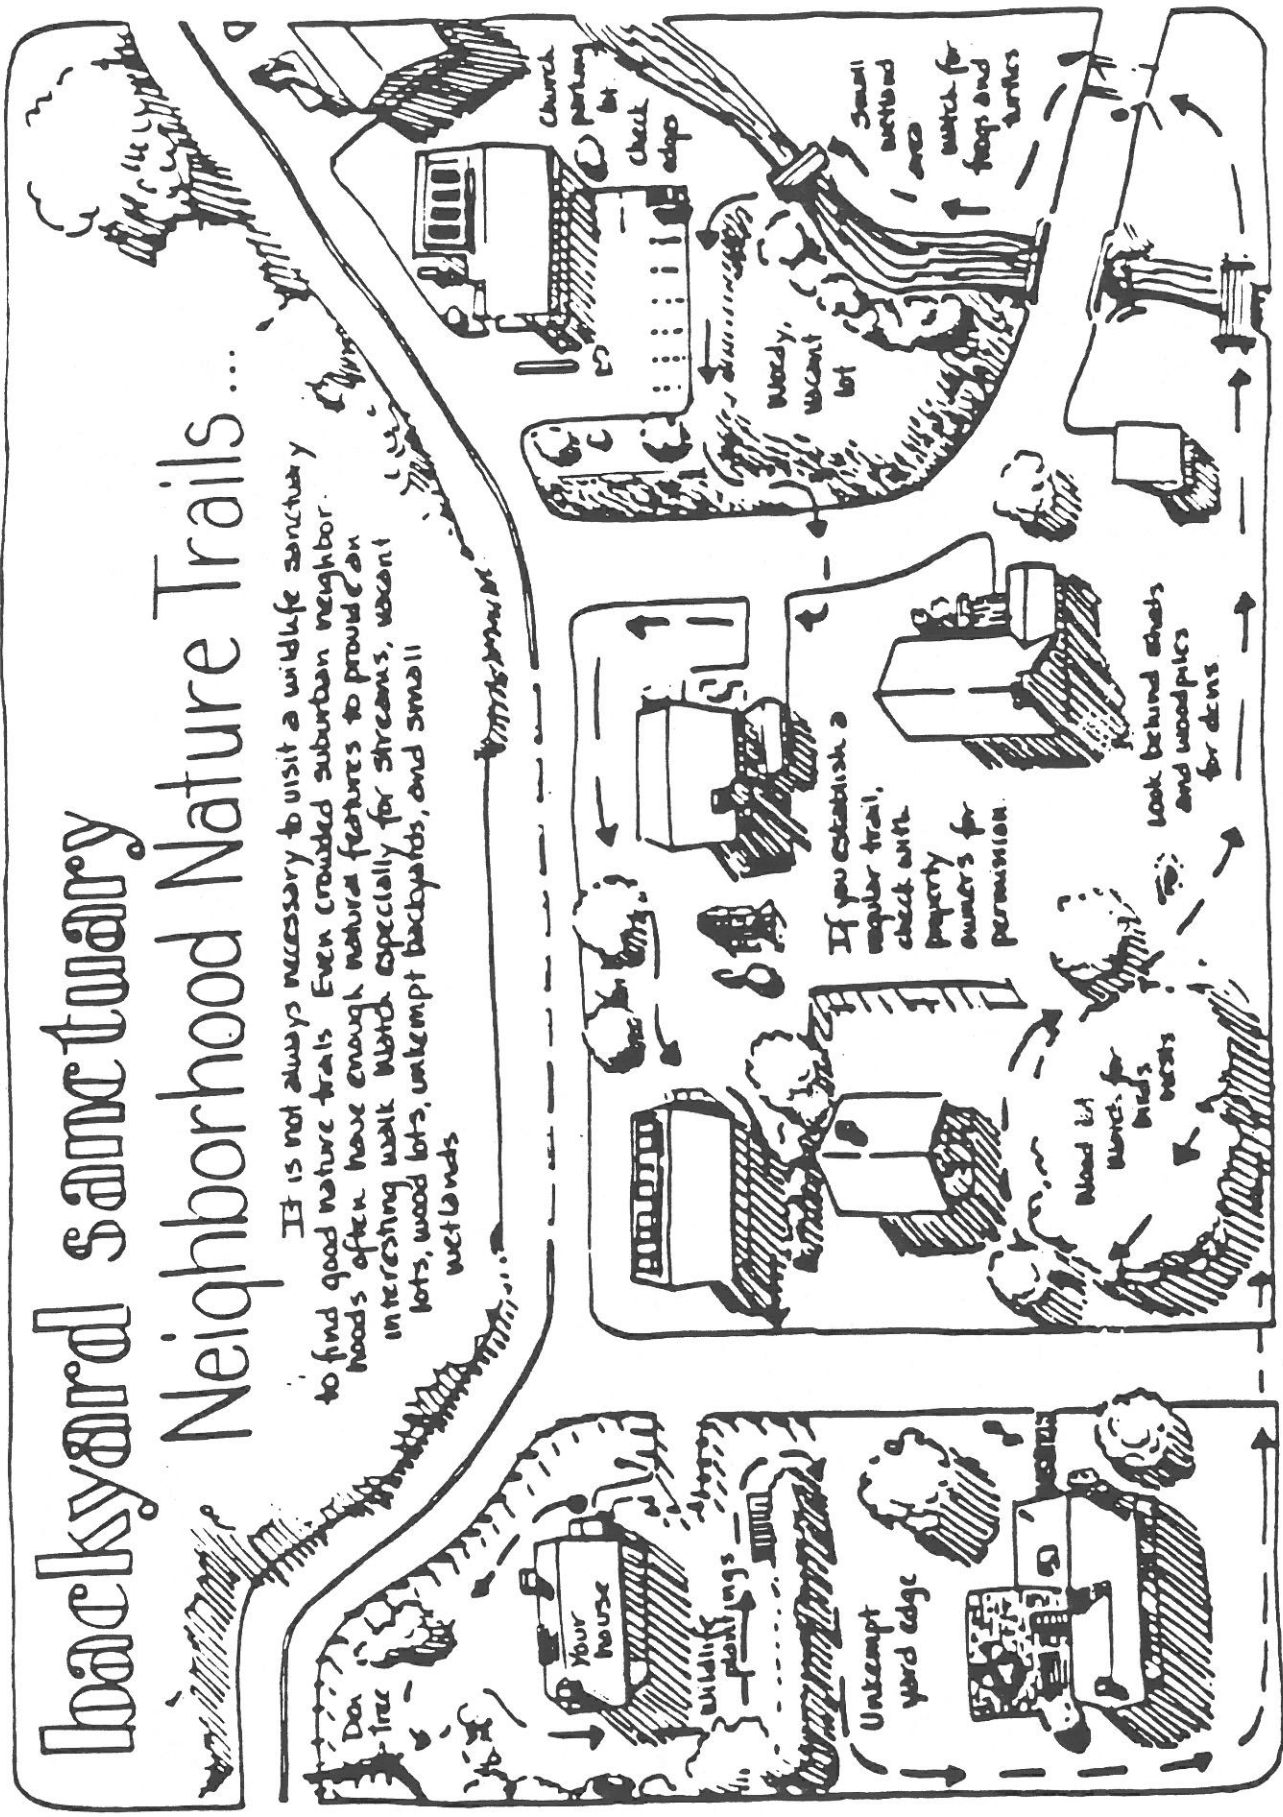 backyard sanctuary
Neighborhood Nature Trails...
It is not always necessary to visit a wildlife sanctuary
to find good nature trails Even crowded suburban neighbor-
hoods often have enough natural features to provide an
interesting walk Watch especially for streams, vacant
lots, wood lots, unkempt backyards, and small
wetlands
Den
tree
Your
house
Wildlife
plantings
Unkempt
yard edge
Wood lot
Watch for
birds
nests
If you establish a
regular trail,
check with
property
owners for
permission
Look behind sheds
and woodpiles
for dens
Woody,
vacant
lot
Church
parking
lot
check
edges
Small
wetland
area
watch for
frogs and
turtles